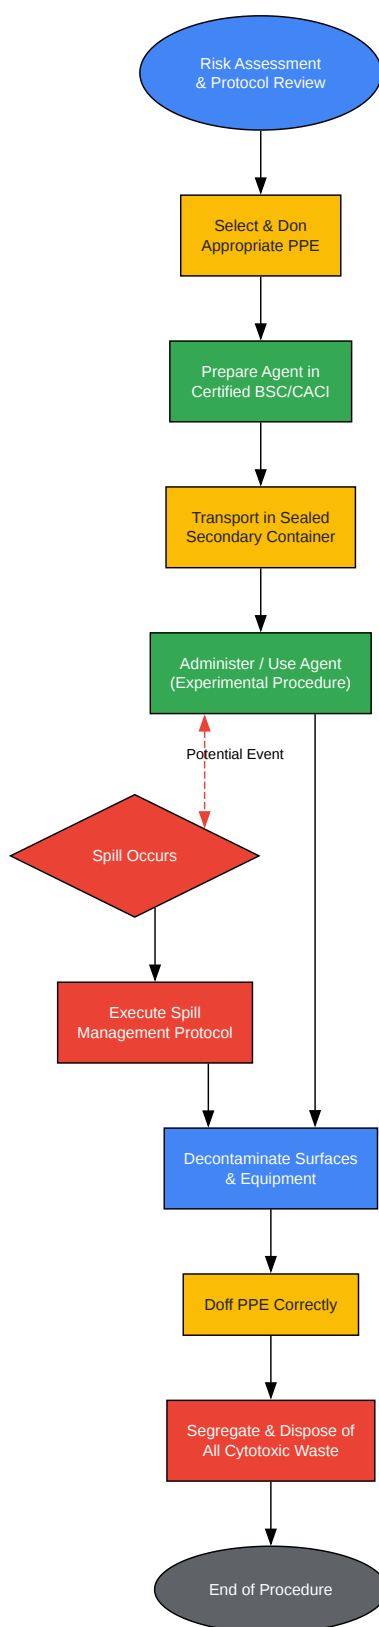 Risk Assessment
& Protocol Review
Select & Don
Appropriate PPE
Prepare Agent in
Certified BSC/CACI
Transport in Sealed
Secondary Container
Administer / Use Agent
(Experimental Procedure)
Potential Event
Spill Occurs
Execute Spill
Management Protocol
Decontaminate Surfaces
& Equipment
Doff PPE Correctly
Segregate & Dispose of
All Cytotoxic Waste
End of Procedure